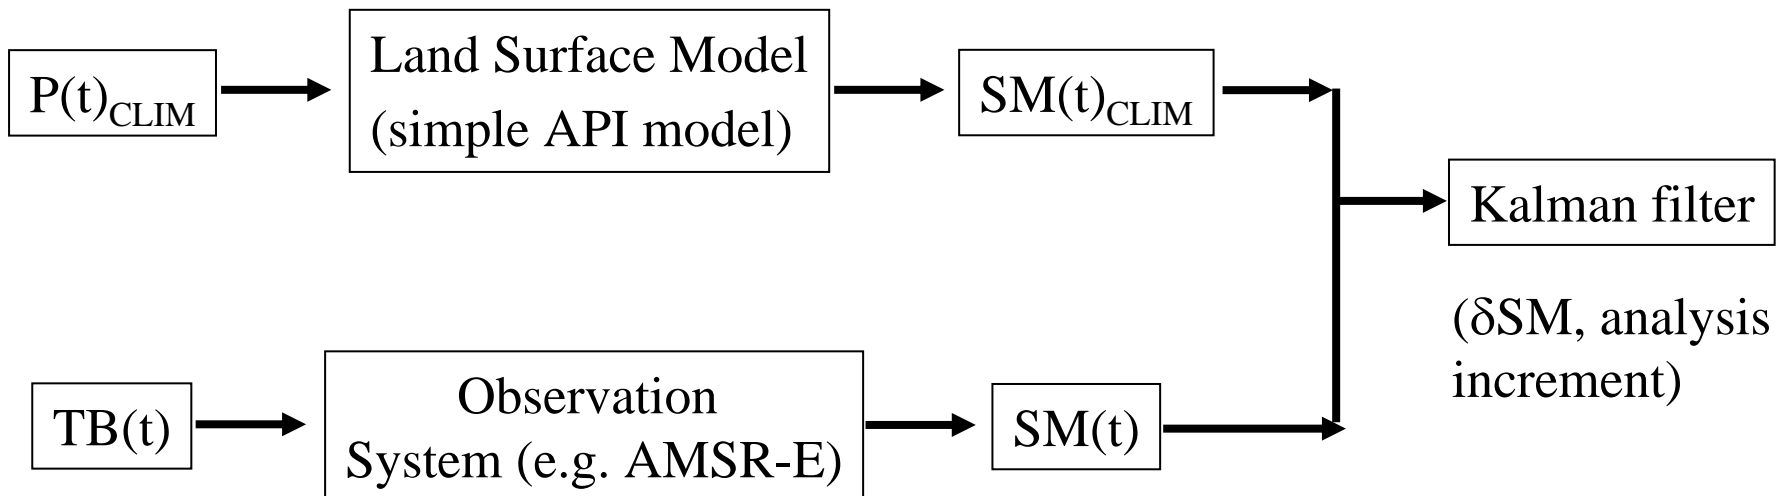 P(t)CLIM
Land Surface Model
(simple API model)
SM(t)CLIM
Kalman filter
(δSM, analysis
increment)
TB(t)
Observation
System (e.g. AMSR-E)
SM(t)